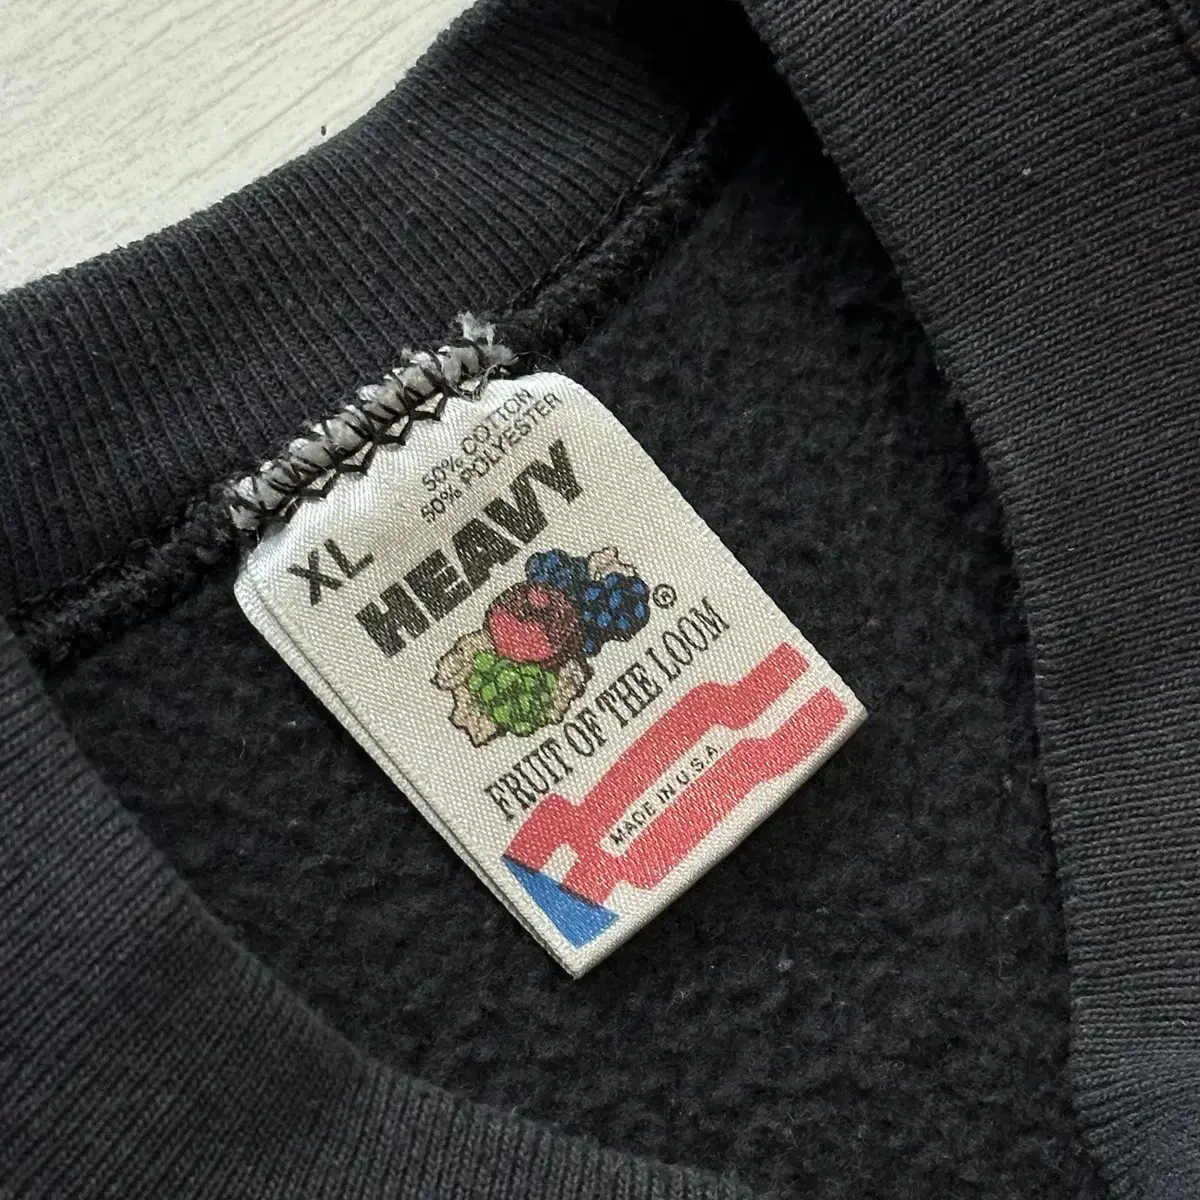 50% COTTON
50% POLYESTER
XL
HEAVY
®
FRUIT OF THE LOOM
MADE IN U.S.A.